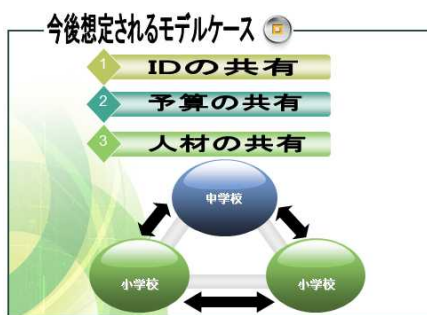 今後想定されるモデルケース
1 IDの共有
2 予算の共有
3 人材の共有
中学校
小学校 小学校